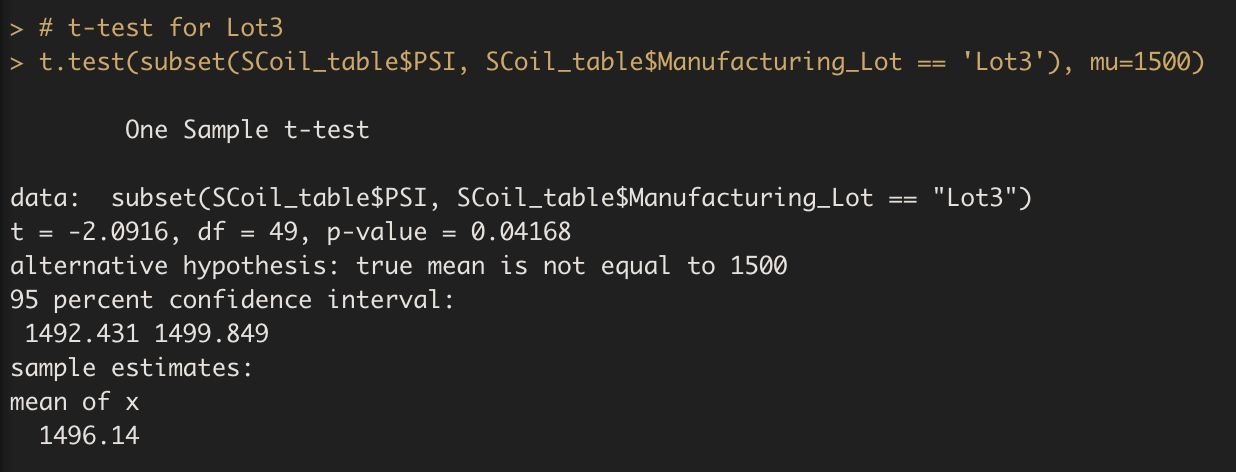 > # t-test for Lot3
> t.test(subset(SCoil_table$PSI, SCoil_table$Manufacturing_Lot == 'Lot3'), mu=1500)
One Sample t-test
data:  subset(SCoil_table$PSI, SCoil_table$Manufacturing_Lot == "Lot3")
t = -2.0916, df = 49, p-value = 0.04168
alternative hypothesis: true mean is not equal to 1500
95 percent confidence interval:
1492.431 1499.849
sample estimates:
mean of x
1496.14